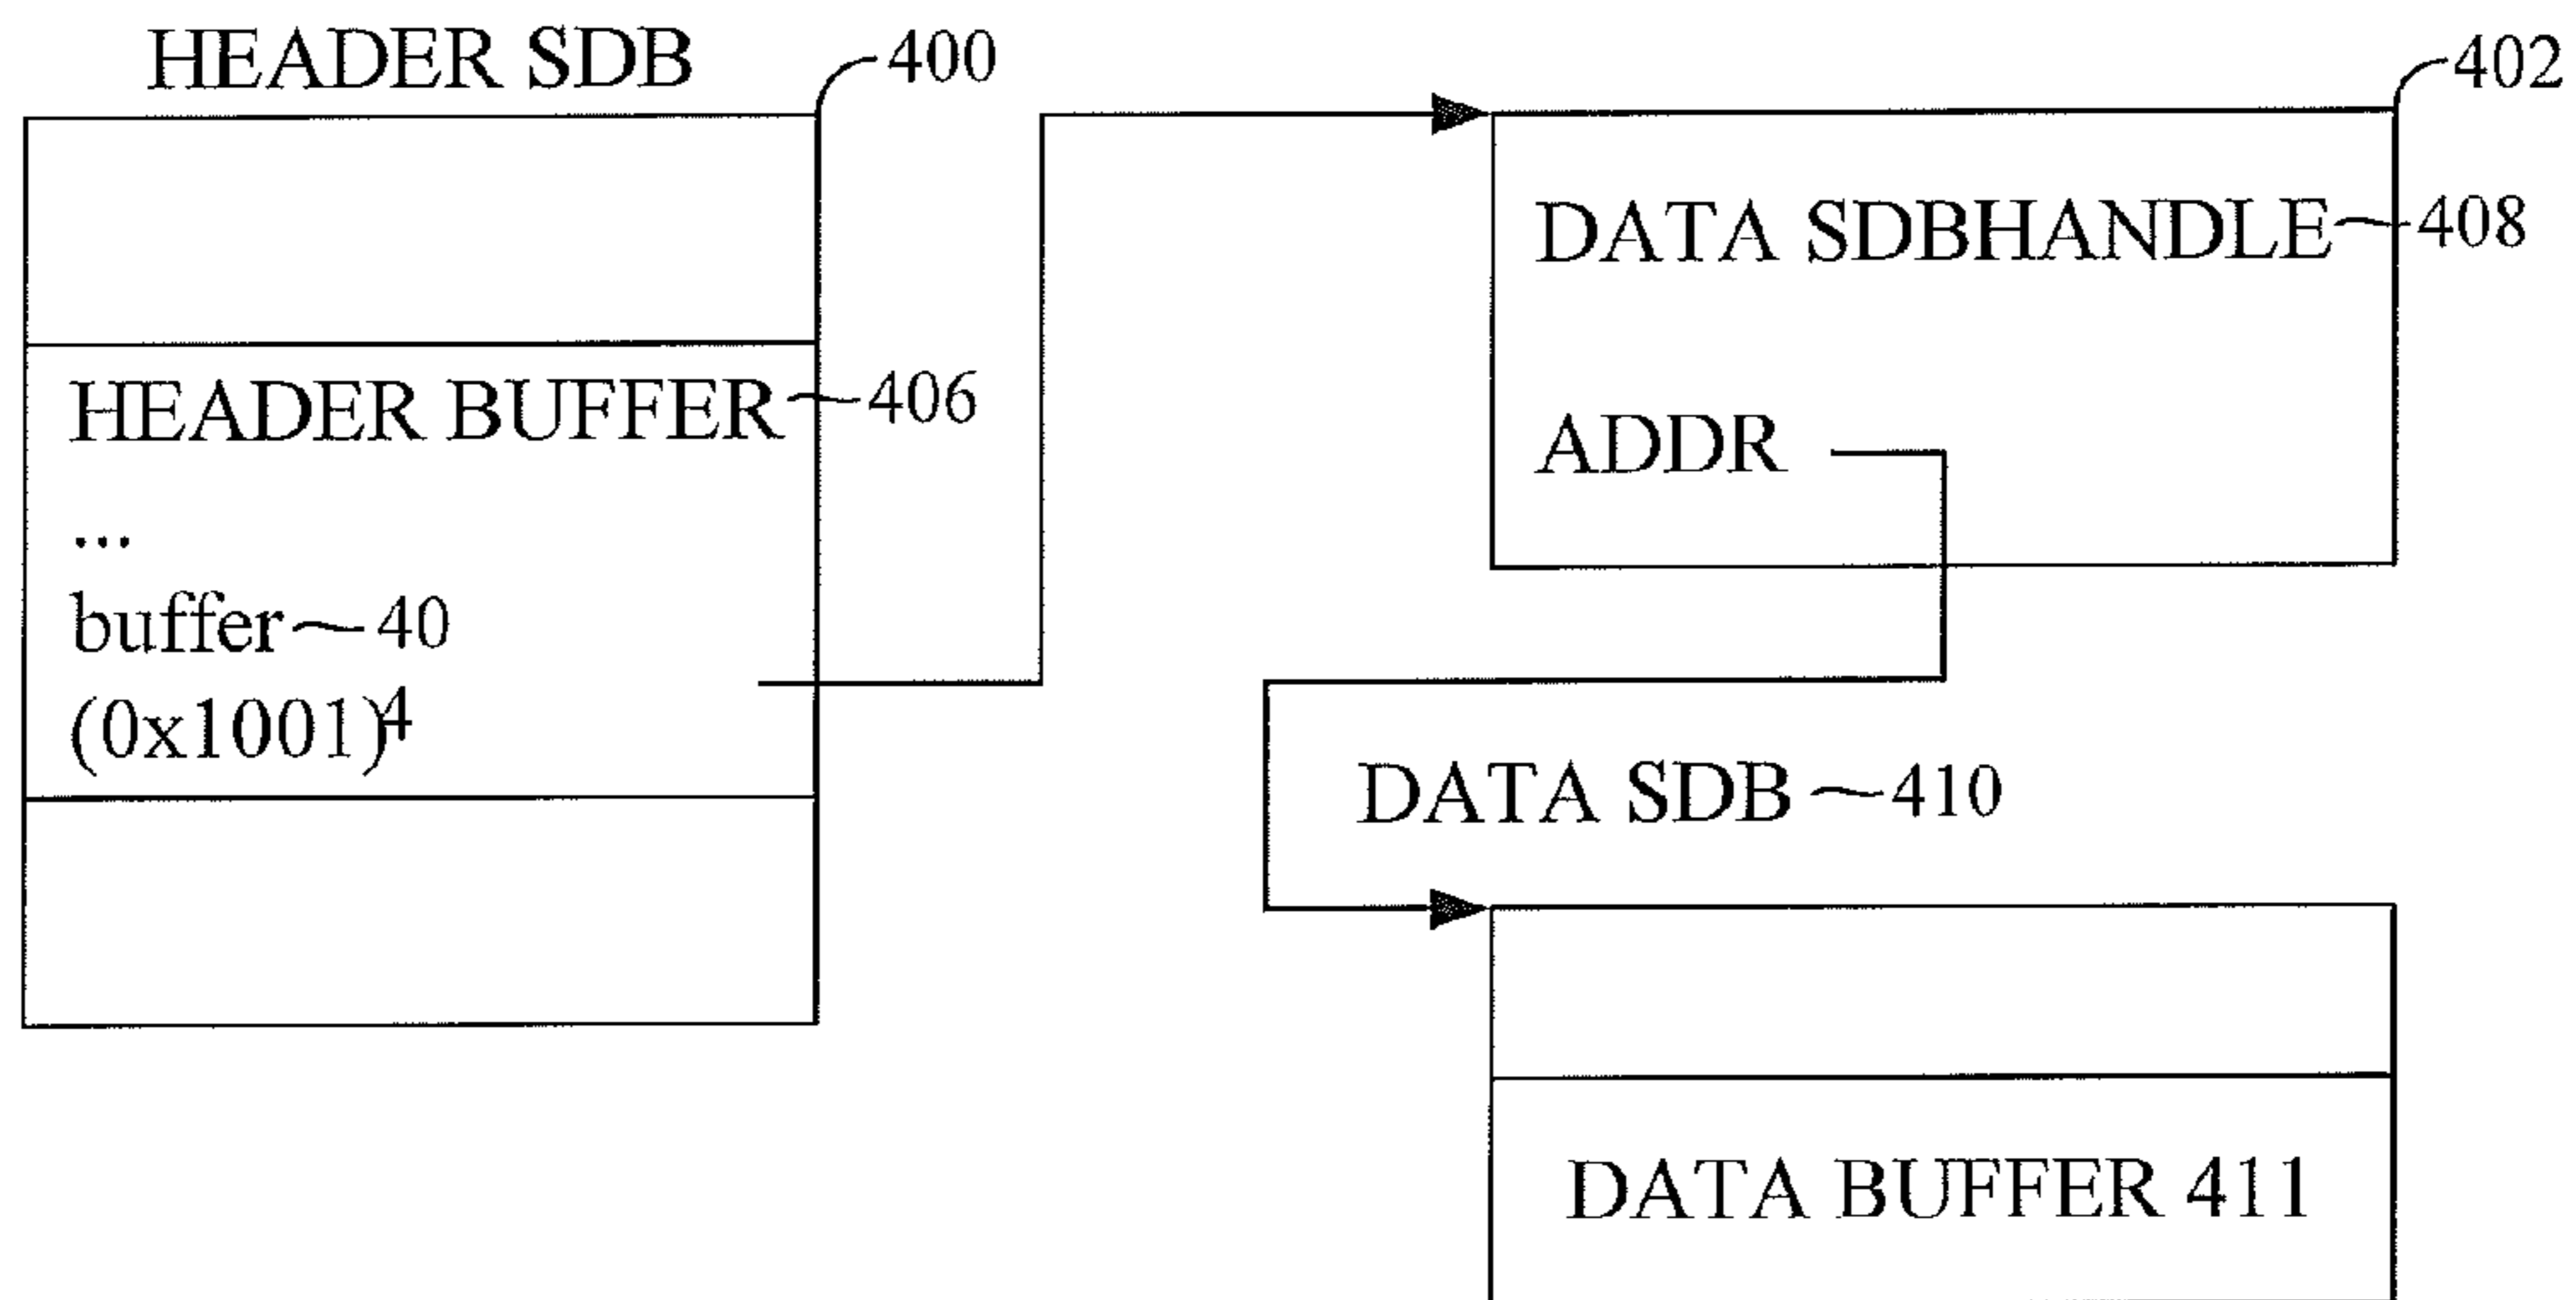 HEADER SDB
400
HEADER BUFFER 406
...
buffer 40
(0x1001) 4
402
DATA SDBHANDLE 408
ADDR
DATA SDB 410
DATA BUFFER 411